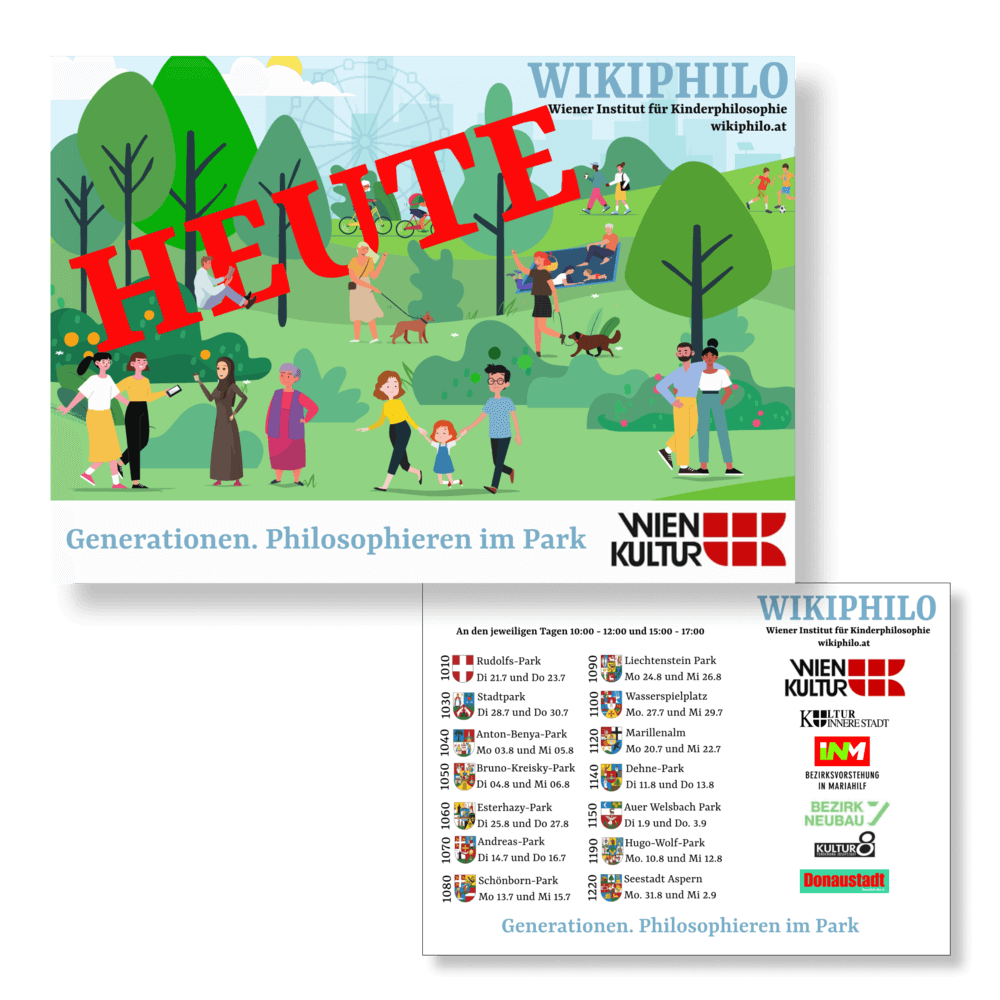 WIKIPHILO
Wiener Institut für Kinderphilosophie
wikiphilo.at
HEUTE
Generationen. Philosophieren im Park
WIEN
KULTUR
WIKIPHILO
Wiener Institut für Kinderphilosophie
wikiphilo.at
An den jeweiligen Tagen 10:00 - 12:00 und 15:00 - 17:00
1010
Rudolfs-Park
Di 21.7 und Do 23.7
1030
Stadtpark
Di 28.7 und Do 30.7
1040
Anton-Benya-Park
Mo 03.8 und Mi 05.8
1050
Bruno-Kreisky-Park
Di 04.8 und Mi 06.8
1060
Esterhazy-Park
Di 25.8 und Do 27.8
1070
Andreas-Park
Di 14.7 und Do 16.7
1080
Schönborn-Park
Mo 13.7 und Mi 15.7
1090
Liechtenstein Park
Mo 24.8 und Mi 26.8
1100
Wasserspielplatz
Mo. 27.7 und Mi 29.7
1120
Marillenalm
Mo 20.7 und Mi 22.7
1140
Dehne-Park
Di 11.8 und Do 13.8
1150
Auer Welsbach Park
Di 1.9 und Do. 3.9
1190
Hugo-Wolf-Park
Mo. 10.8 und Mi 12.8
1220
Seestadt Aspern
Mo. 31.8 und Mi 2.9
WIEN
KULTUR
KULTUR
INNERE STADT
iNM
BEZIRKSVORSTEHUNG
IN MARIAHILF
BEZIRK
NEUBAU 7
KULTUR 8
Donaustadt
Generationen. Philosophieren im Park